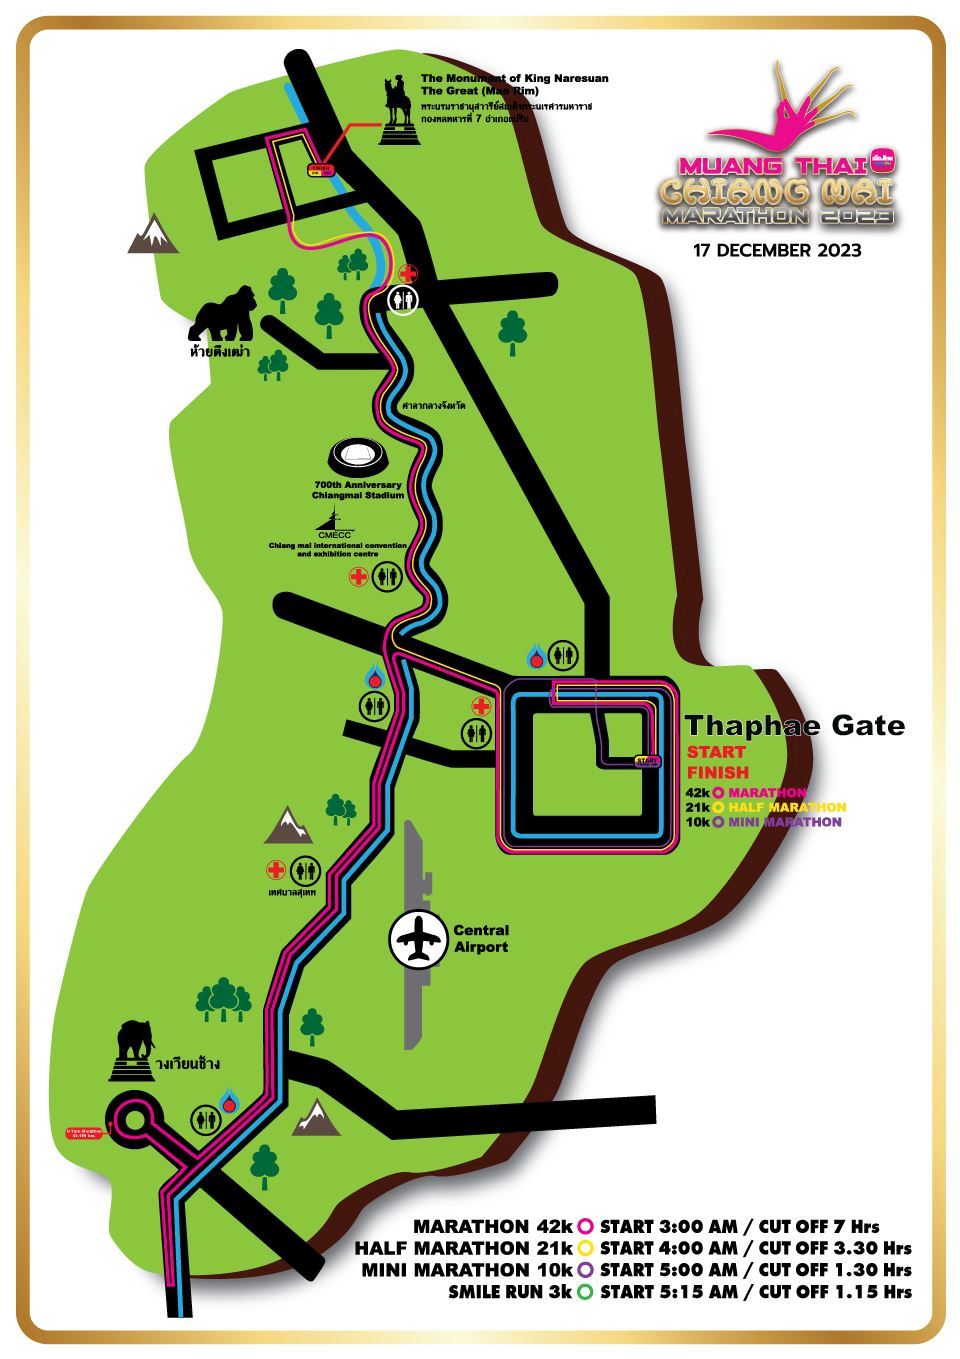 The Monument of King Naresuan
The Great (Mae Rim)
พระบรมราชานุสาวรีย์สมเด็จพระนเรศวรมหาราช
กองพลทหารที่ 7 อำเภอแม่ริม
MUANG THAI
CHIANG MAI
MARATHON 2023
17 DECEMBER 2023
FINISH
21K
ห้วยตึงเฒ่า
ศาลากลางจังหวัด
700th Anniversary
Chiangmai Stadium
CMECC
Chiang mai international convention
and exhibition centre
Thaphae Gate
START
START
FINISH
42k MARATHON
21k HALF MARATHON
10k MINI MARATHON
เทศบาลสุเทพ
Central
Airport
วงเวียนช้าง
U-Turn Marathon
MARATHON 42k START 3:00 AM / CUT OFF 7 Hrs
HALF MARATHON 21k START 4:00 AM / CUT OFF 3.30 Hrs
MINI MARATHON 10k START 5:00 AM / CUT OFF 1.30 Hrs
SMILE RUN 3k START 5:15 AM / CUT OFF 1.15 Hrs